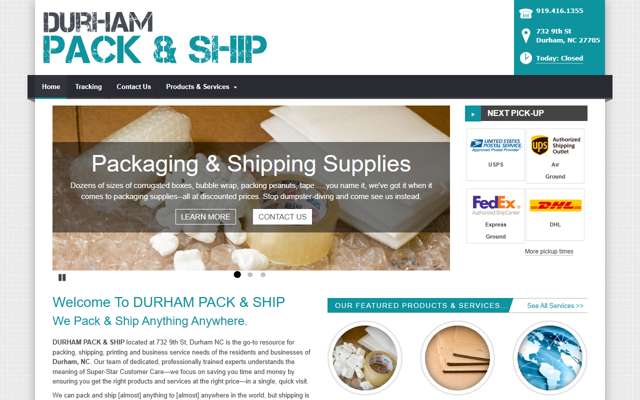 DURHAM
PACK & SHIP
919.416.1355
732 9th St
Durham, NC 27705
Today: Closed
Home
Tracking
Contact Us
Products & Services
Packaging & Shipping Supplies
Dozens of sizes of corrugated boxes, bubble wrap, packing peanuts, tape.....you name it, we've got it when it
comes to packaging supplies--all at discounted prices. Stop dumpster-diving and come see us instead.
LEARN MORE
CONTACT US
NEXT PICK-UP
UNITED STATES
POSTAL SERVICE
Approved Postal Provider
USPS
ups
Authorized
Shipping
Outlet
Air
Ground
FedEx
Authorized ShipCenter
Express
Ground
DHL
DHL
More pickup times
Welcome To DURHAM PACK & SHIP
We Pack & Ship Anything Anywhere.
DURHAM PACK & SHIP located at 732 9th St, Durham NC is the go-to resource for
packing, shipping, printing and business service needs of the residents and businesses of
Durham, NC. Our team of dedicated, professionally trained experts understands the
meaning of Super-Star Customer Care—we focus on saving you time and money by
ensuring you get the right products and services at the right price—in a single, quick visit.
We can pack and ship [almost] anything to [almost] anywhere in the world, but shipping is
OUR FEATURED PRODUCTS & SERVICES...
See All Services >>